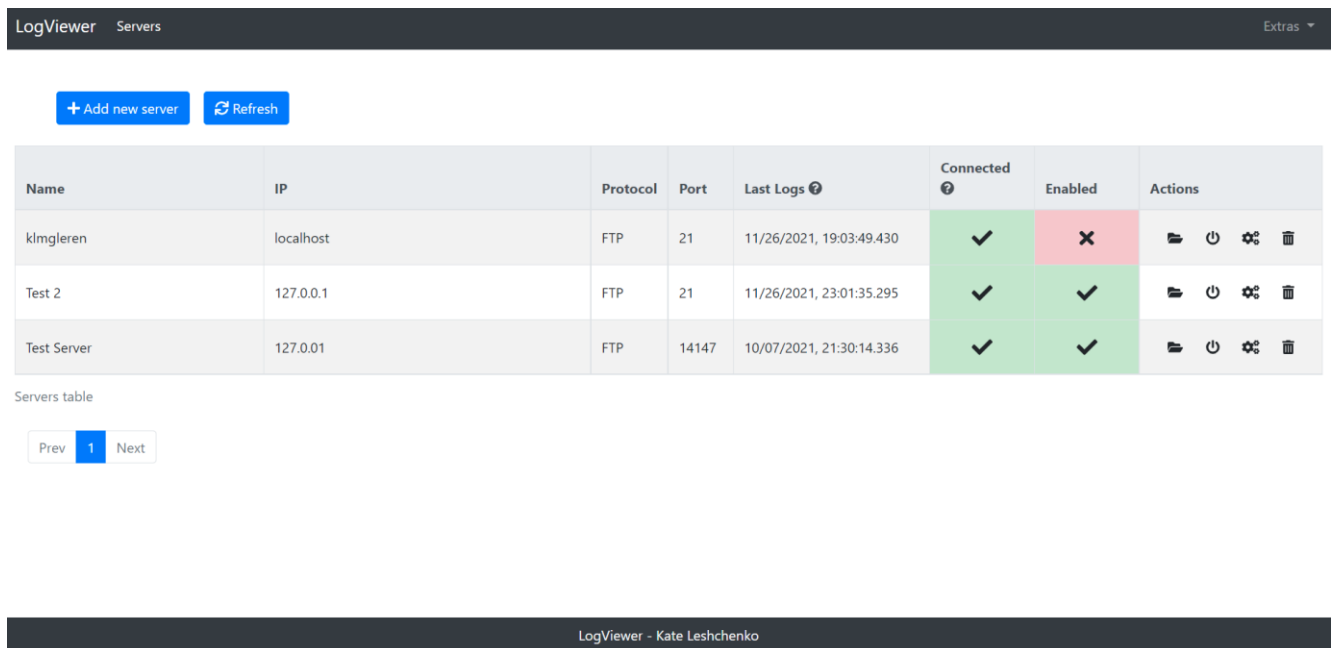 LogViewer Servers Extras
Add new server Refresh
Name IP Protocol Port Last Logs Connected Enabled Actions
klmgleren localhost FTP 21 11/26/2021, 19:03:49.430
Test 2 127.0.0.1 FTP 21 11/26/2021, 23:01:35.295
Test Server 127.0.01 FTP 14147 10/07/2021, 21:30:14.336
Servers table
Prev 1 Next
LogViewer - Kate Leshchenko